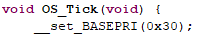 void OS_Tick(void) {
    __set_BASEPRI(0x30);